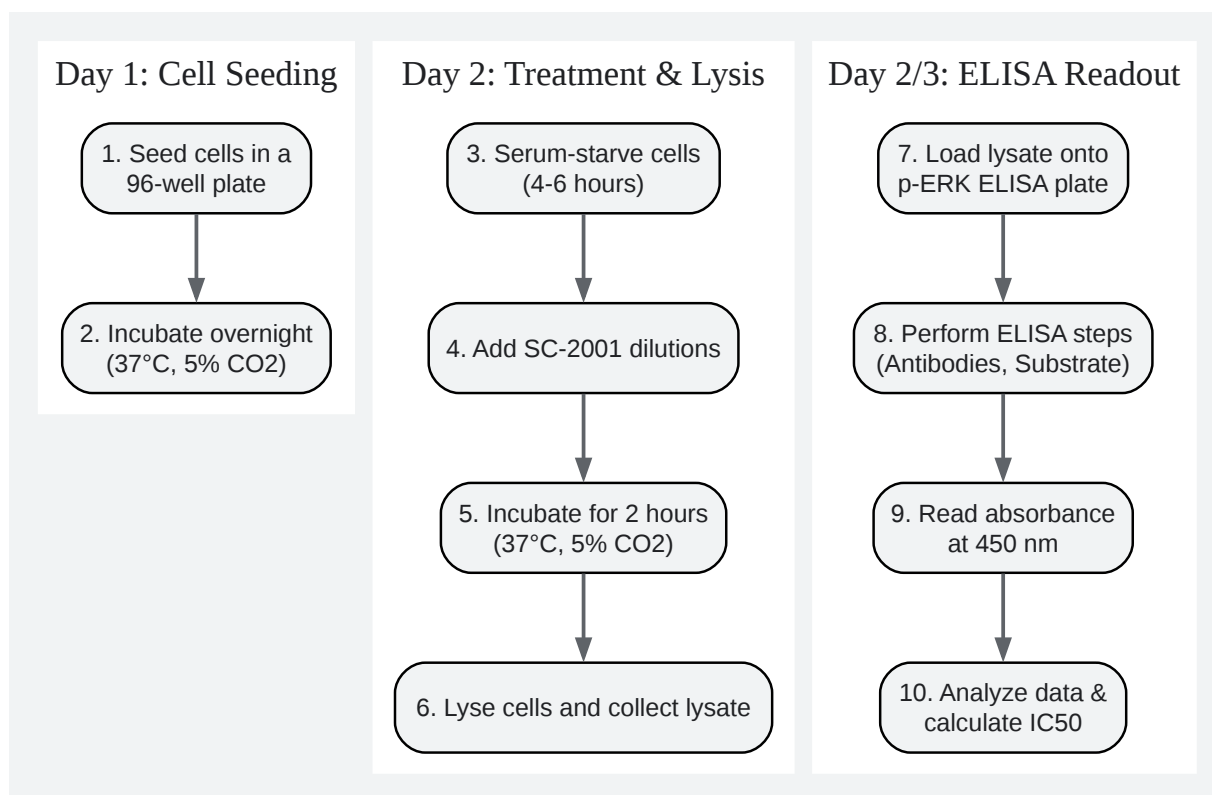 Day 1: Cell Seeding
1. Seed cells in a
96-well plate
2. Incubate overnight
(37°C, 5% CO2)
Day 2: Treatment & Lysis
3. Serum-starve cells
(4-6 hours)
4. Add SC-2001 dilutions
5. Incubate for 2 hours
(37°C, 5% CO2)
6. Lyse cells and collect lysate
Day 2/3: ELISA Readout
7. Load lysate onto
p-ERK ELISA plate
8. Perform ELISA steps
(Antibodies, Substrate)
9. Read absorbance
at 450 nm
10. Analyze data &
calculate IC50